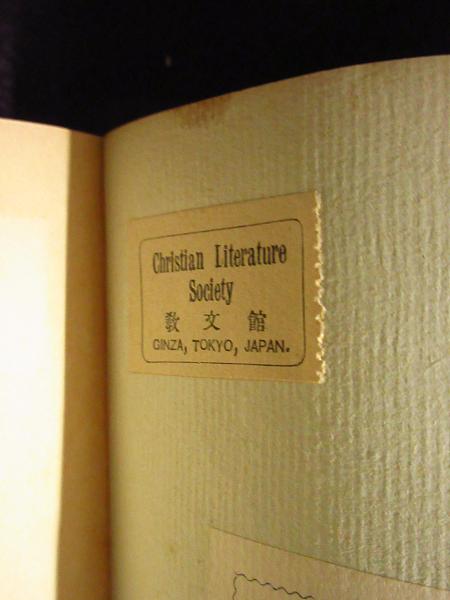 Christian Literature
Society
教文館
GINZA, TOKYO, JAPAN.